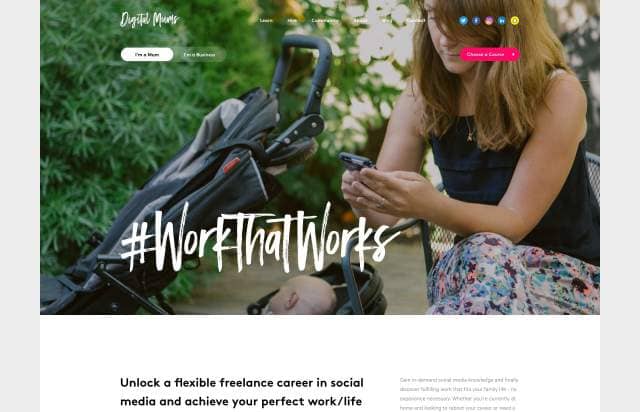 Digital Mums
Learn Hire Community About Blog Contact
I'm a Mum I'm a Business Choose a Course
#WorkThatWorks
Unlock a flexible freelance career in social
media and achieve your perfect work/life
Gain in-demand social media knowledge and finally
discover fulfilling work that fits your family life - no
experience necessary. Whether you're currently at
home and looking to reboot your career or need a